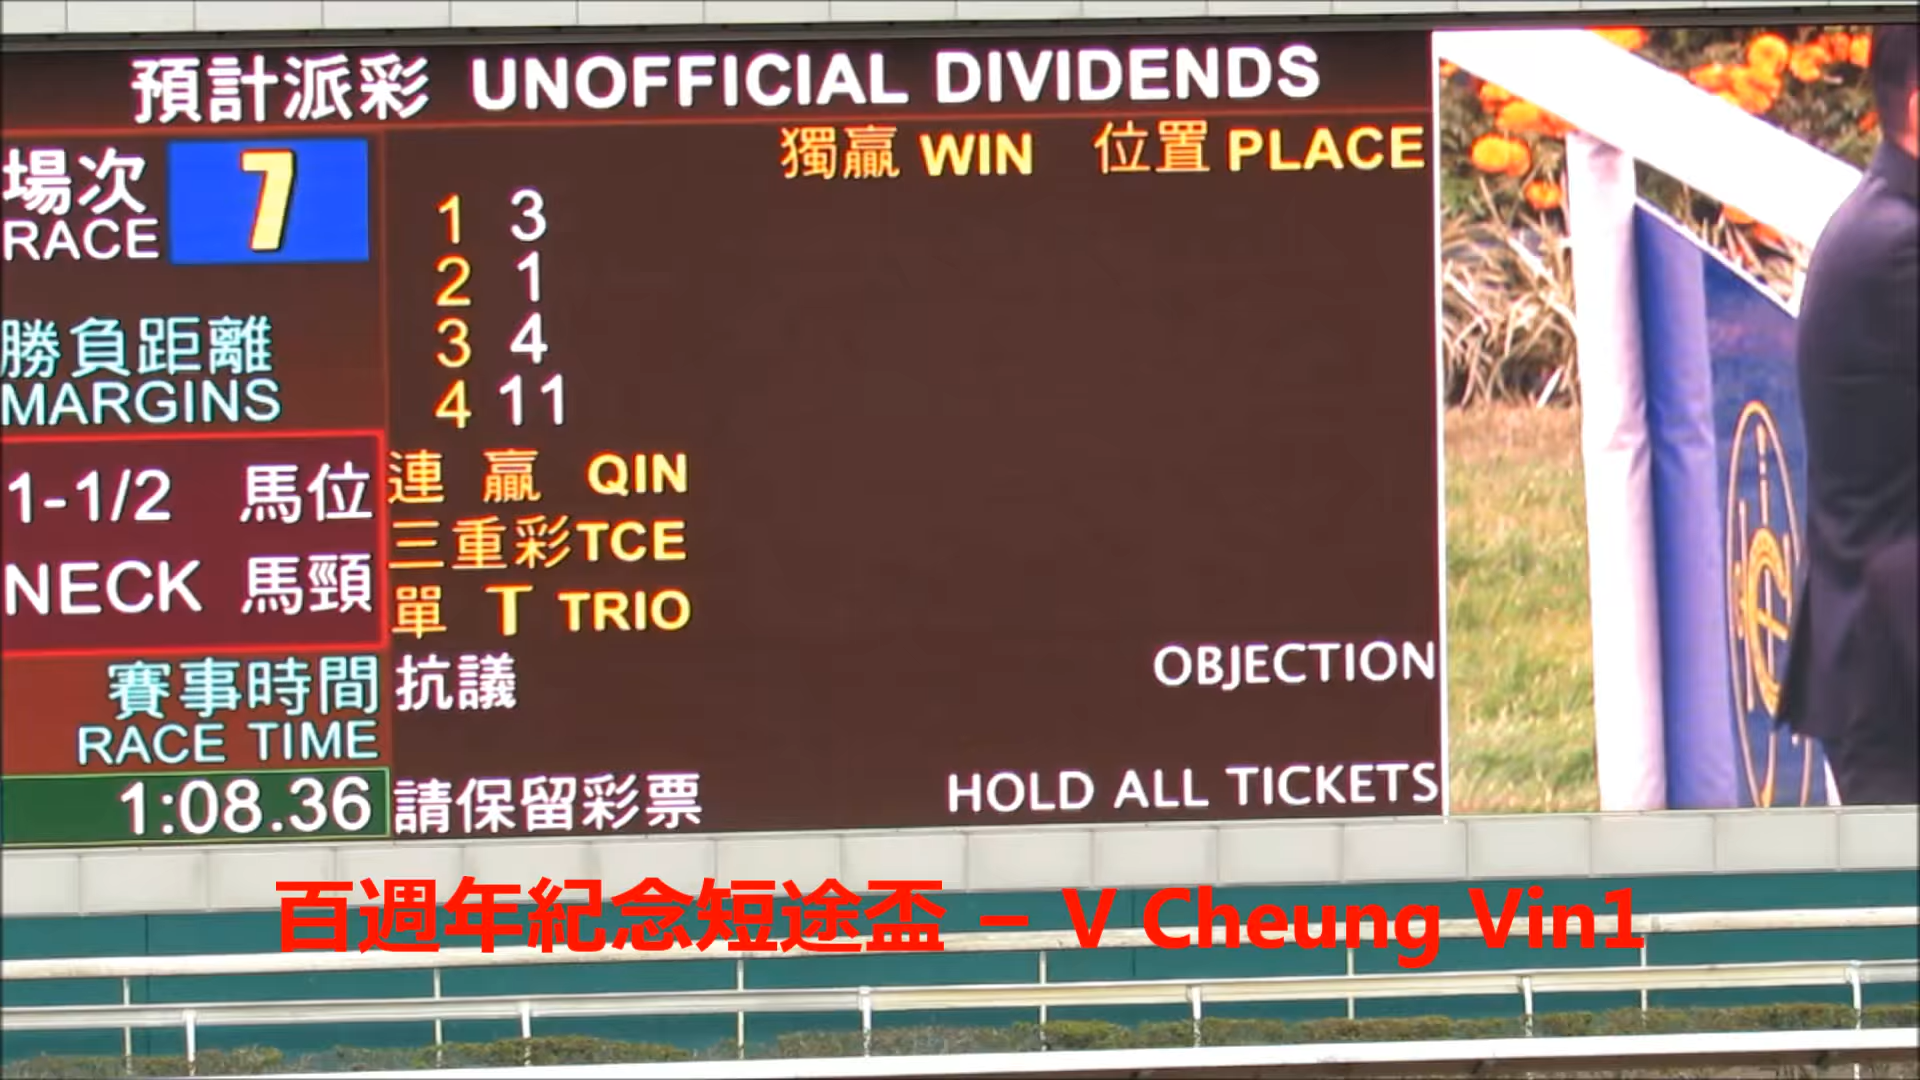 預計派彩 UNOFFICIAL DIVIDENDS
場次 7
RACE
獨贏 WIN 位置 PLACE
1 3
2 1
3 4
4 11
勝負距離
MARGINS
1-1/2 馬位
NECK 馬頸
連 贏 QIN
三重彩 TCE
單 T TRIO
賽事時間
RACE TIME
1:08.36
抗議 OBJECTION
請保留彩票 HOLD ALL TICKETS
百週年紀念短途盃 – V Cheung Vin1